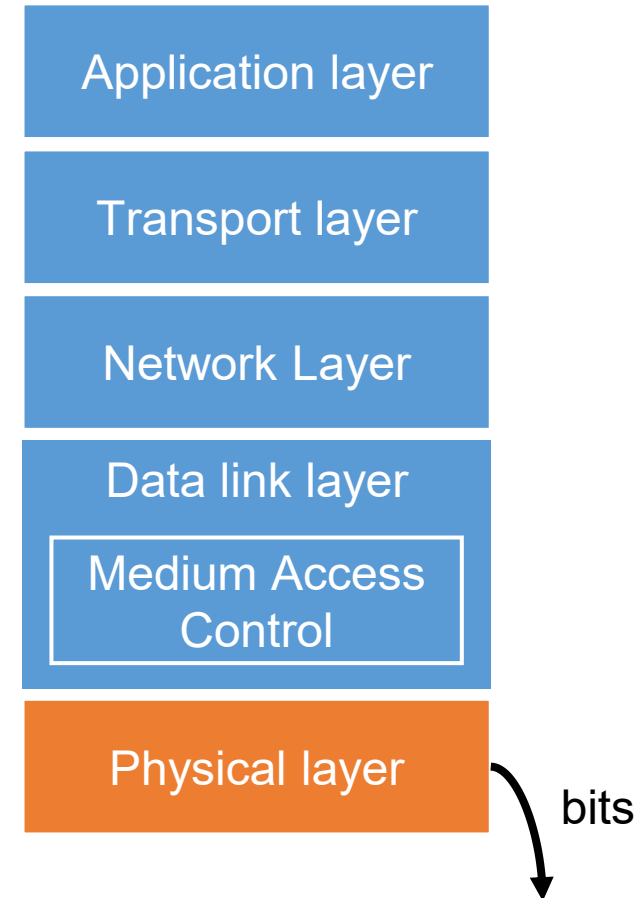 Application layer
Transport layer
Network Layer
Data link layer
Medium Access
Control
Physical layer
bits